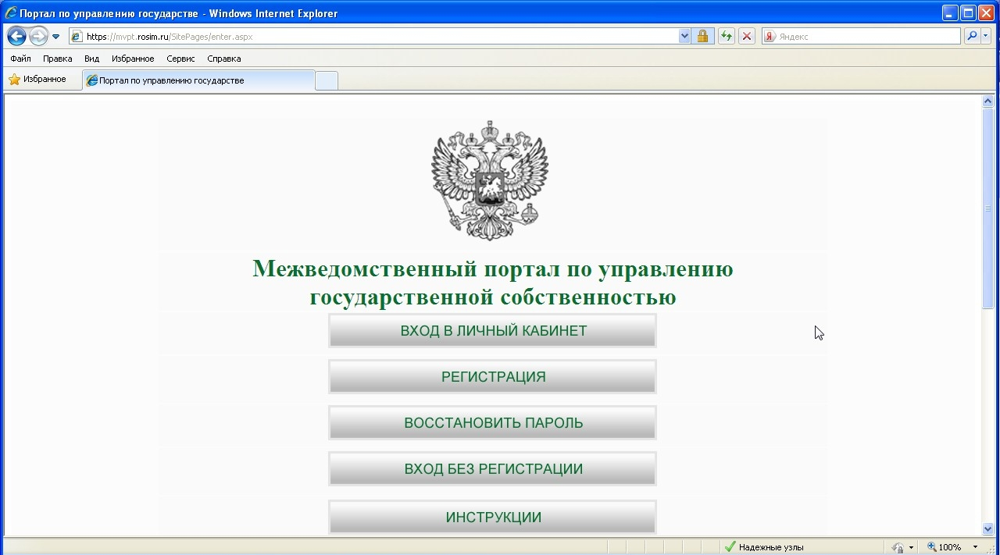 Портал по управлению государстве - Windows Internet Explorer
https://mvpt.rosim.ru/SitePages/enter.aspx
Яндекс
Файл Правка Вид Избранное Сервис Справка
Избранное
Портал по управлению государстве
Межведомственный портал по управлению
государственной собственностью
ВХОД В ЛИЧНЫЙ КАБИНЕТ
РЕГИСТРАЦИЯ
ВОССТАНОВИТЬ ПАРОЛЬ
ВХОД БЕЗ РЕГИСТРАЦИИ
ИНСТРУКЦИИ
Надежные узлы
100%